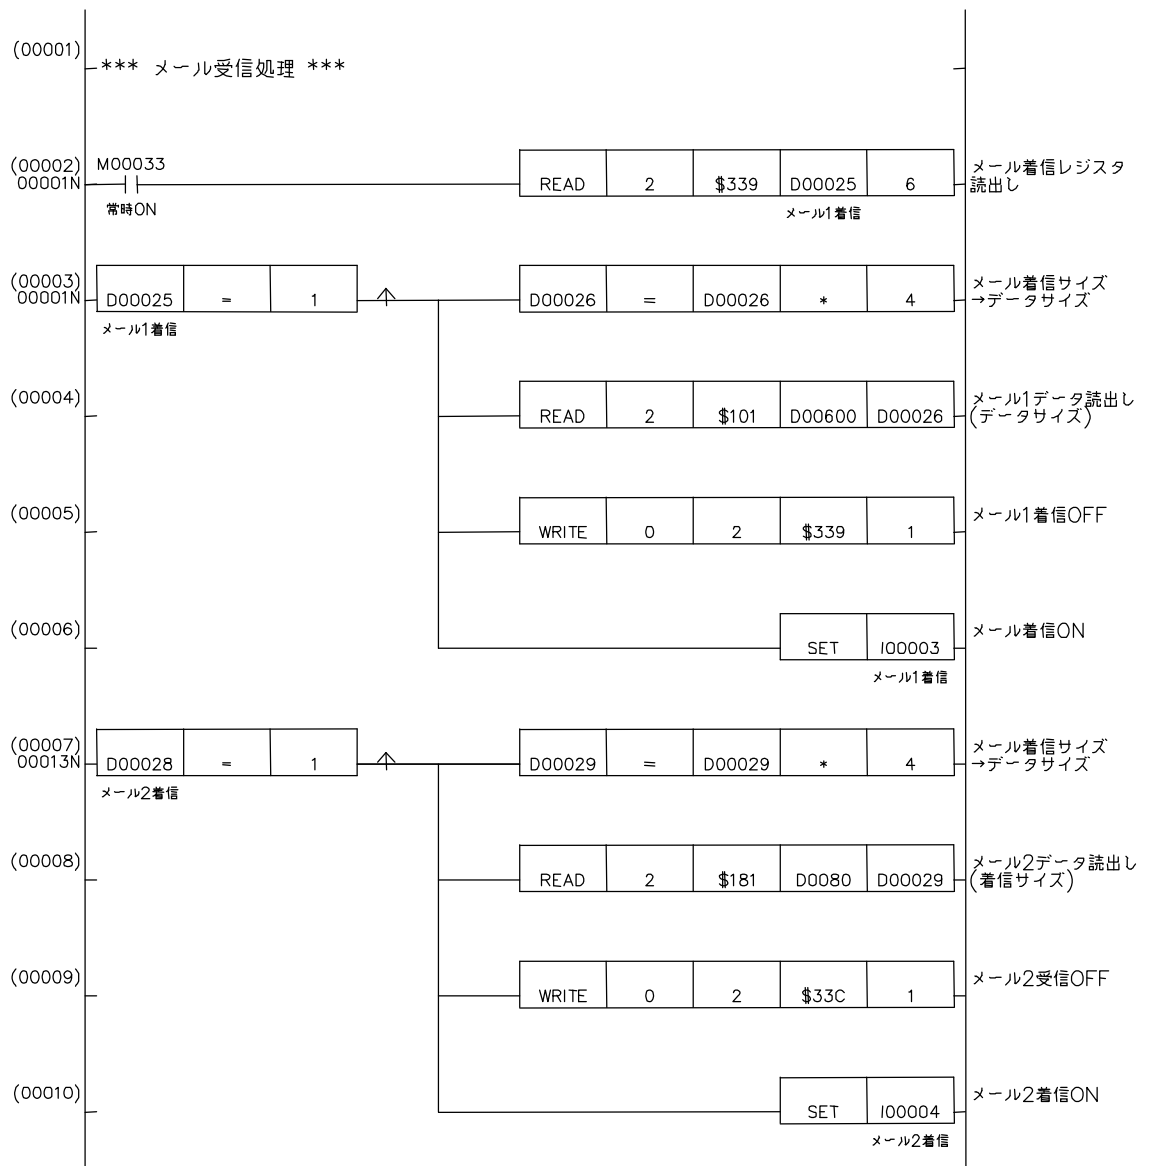 (00001)
*** メール受信処理 ***
(00002)
00001N
M00033
常時ON
READ 2 $339 D00025 6
メール1着信
メール着信レジスタ
読出し
(00003)
00001N
D00025 = 1
メール1着信
D00026 = D00026 * 4
メール着信サイズ
→データサイズ
(00004)
READ 2 $101 D00600 D00026
メール1データ読出し
(データサイズ)
(00005)
WRITE 0 2 $339 1
メール1着信OFF
(00006)
SET I00003
メール1着信
メール着信ON
(00007)
00013N
D00028 = 1
メール2着信
D00029 = D00029 * 4
メール着信サイズ
→データサイズ
(00008)
READ 2 $181 D0080 D00029
メール2データ読出し
(着信サイズ)
(00009)
WRITE 0 2 $33C 1
メール2受信OFF
(00010)
SET I00004
メール2着信
メール2着信ON